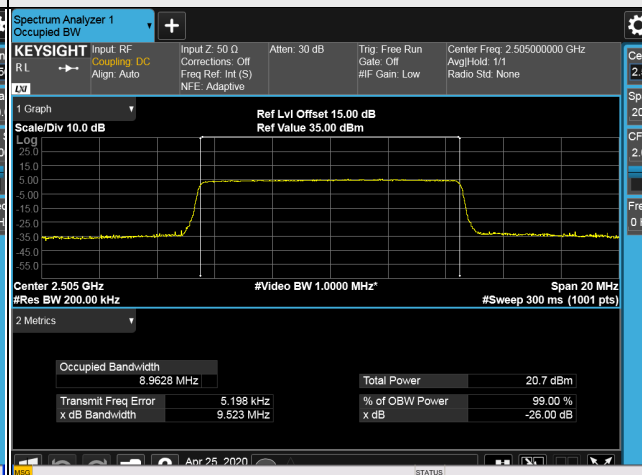 Spectrum Analyzer 1
Occupied BW
KEYSIGHT
R L
LXI
Input: RF
Coupling: DC
Align: Auto
Input Z: 50 Ω
Corrections: Off
Freq Ref: Int (S)
NFE: Adaptive
Atten: 30 dB
Trig: Free Run
Gate: Off
#IF Gain: Low
Center Freq: 2.505000000 GHz
Avg|Hold: 1/1
Radio Std: None
1 Graph
Scale/Div 10.0 dB
Ref Lvl Offset 15.00 dB
Ref Value 35.00 dBm
Log
25.0
15.0
5.00
-5.00
-15.0
-25.0
-35.0
-45.0
-55.0
Center 2.505 GHz
#Res BW 200.00 kHz
#Video BW 1.0000 MHz*
Span 20 MHz
#Sweep 300 ms (1001 pts)
2 Metrics
Occupied Bandwidth
8.9628 MHz
Transmit Freq Error 5.198 kHz
x dB Bandwidth 9.523 MHz
Total Power 20.7 dBm
% of OBW Power 99.00 %
x dB -26.00 dB
Apr 25, 2020
MSG
STATUS